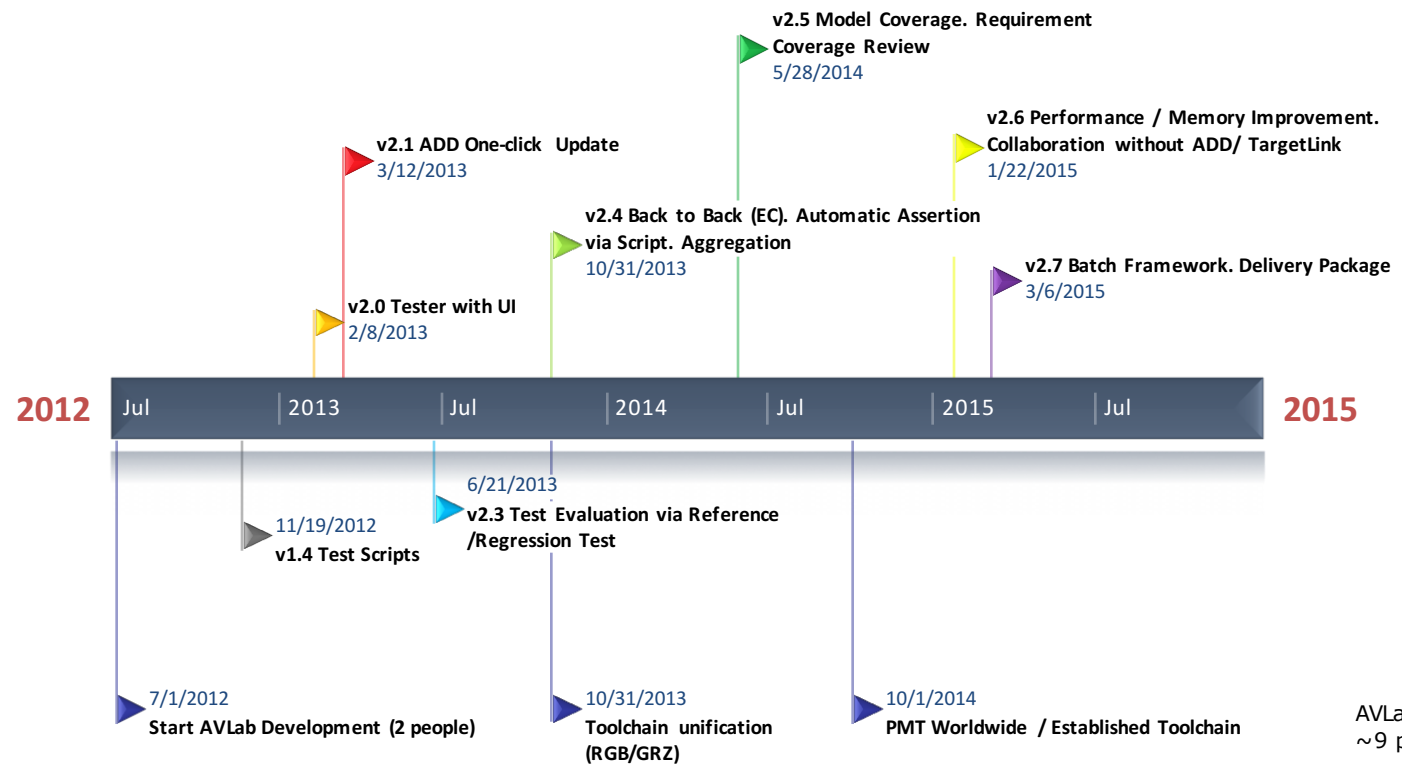 v2.5 Model Coverage. Requirement
Coverage Review
5/28/2014
v2.6 Performance / Memory Improvement.
Collaboration without ADD/ TargetLink
1/22/2015
v2.1 ADD One-click Update
3/12/2013
v2.4 Back to Back (EC). Automatic Assertion
via Script. Aggregation
10/31/2013
v2.7 Batch Framework. Delivery Package
3/6/2015
v2.0 Tester with UI
2/8/2013
2012
Jul
2013
Jul
2014
Jul
2015
Jul
2015
6/21/2013
v2.3 Test Evaluation via Reference
/Regression Test
11/19/2012
v1.4 Test Scripts
7/1/2012
Start AVLab Development (2 people)
10/31/2013
Toolchain unification
(RGB/GRZ)
10/1/2014
PMT Worldwide / Established Toolchain
~9